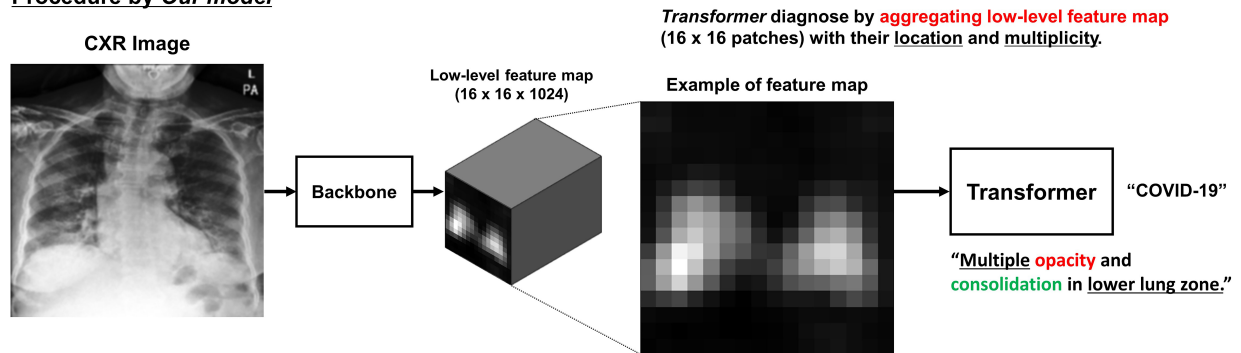 Procedure by Our model
Transformer diagnose by aggregating low-level feature map
(16 x 16 patches) with their location and multiplicity.
CXR Image
L
PA
Low-level feature map
(16 x 16 x 1024)
Example of feature map
Backbone
Transformer
“COVID-19”
“Multiple opacity and
consolidation in lower lung zone.”